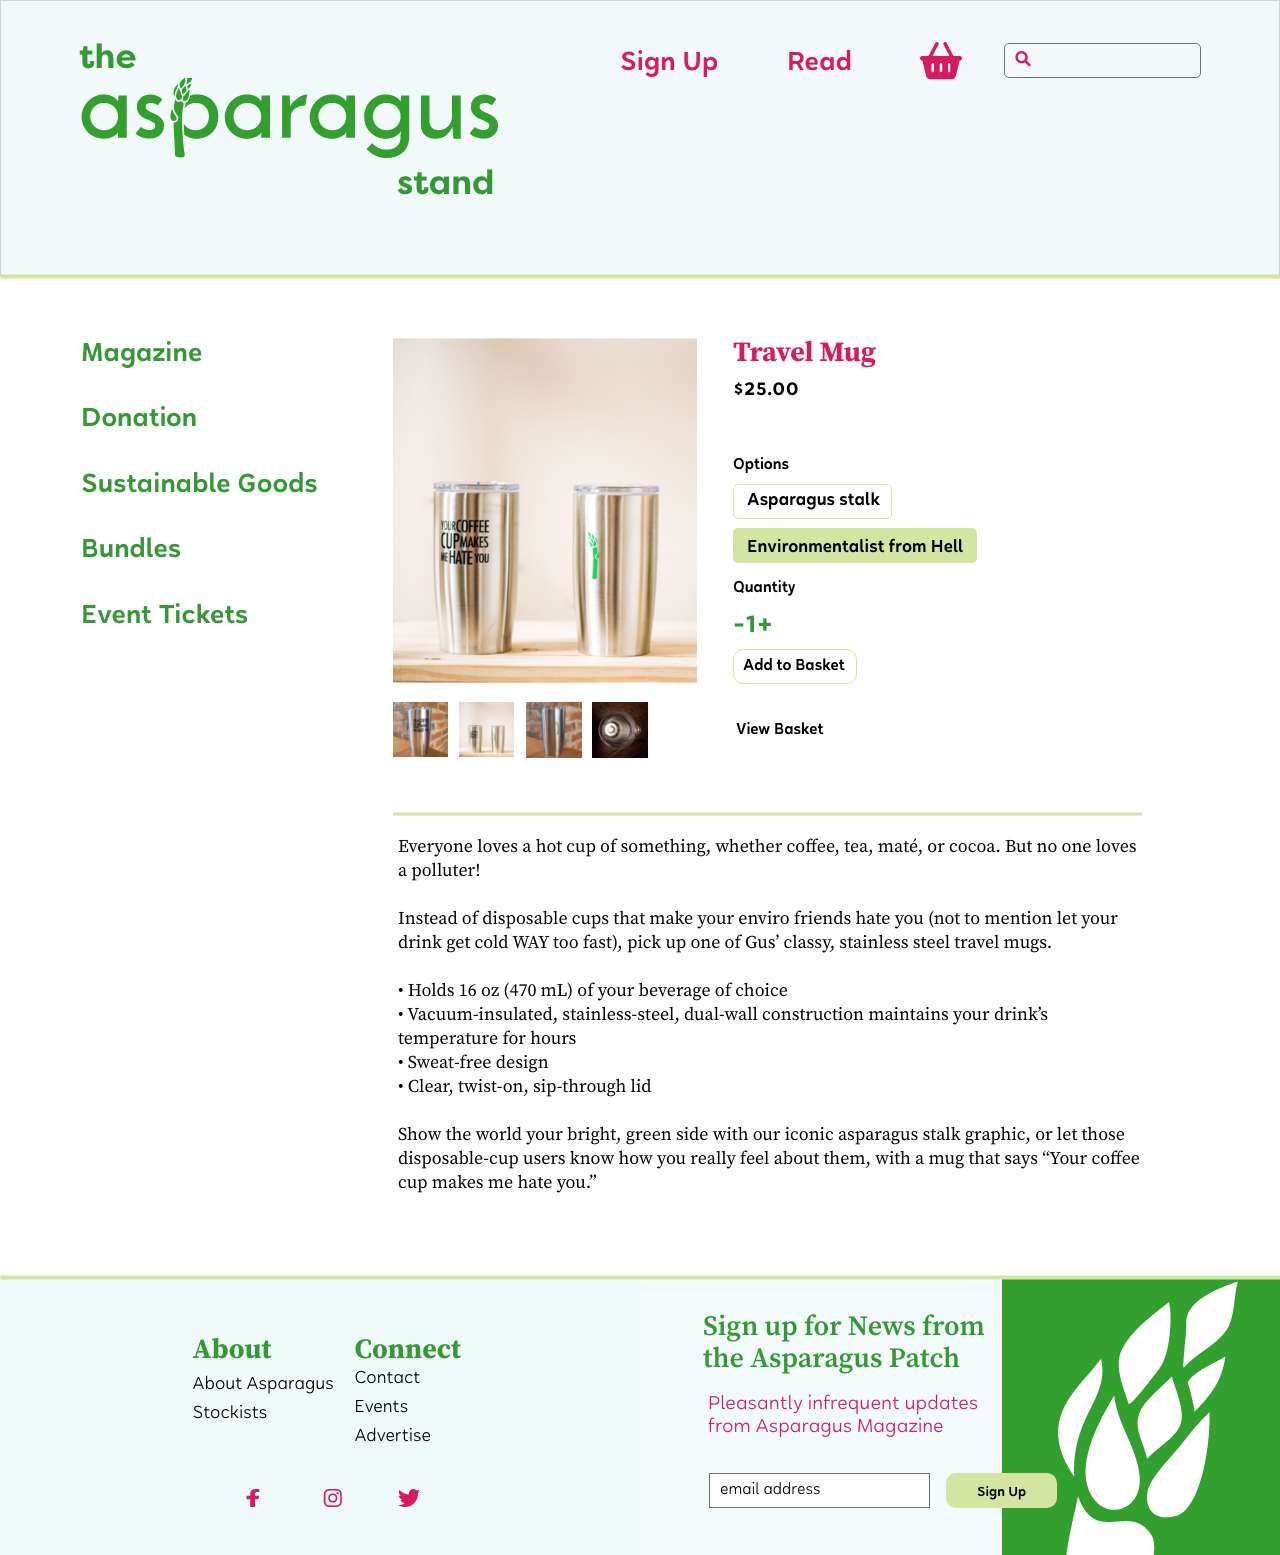 the
asparagus
stand
Sign Up
Read
Magazine
Donation
Sustainable Goods
Bundles
Event Tickets
YOUR COFFEE
CUP MAKES
ME HATE YOU
Travel Mug
$25.00
Options
Asparagus stalk
Environmentalist from Hell
Quantity
-1+
Add to Basket
View Basket
Everyone loves a hot cup of something, whether coffee, tea, maté, or cocoa. But no one loves
a polluter!
Instead of disposable cups that make your enviro friends hate you (not to mention let your
drink get cold WAY too fast), pick up one of Gus’ classy, stainless steel travel mugs.
• Holds 16 oz (470 mL) of your beverage of choice
• Vacuum-insulated, stainless-steel, dual-wall construction maintains your drink’s
temperature for hours
• Sweat-free design
• Clear, twist-on, sip-through lid
Show the world your bright, green side with our iconic asparagus stalk graphic, or let those
disposable-cup users know how you really feel about them, with a mug that says “Your coffee
cup makes me hate you.”
About
About Asparagus
Stockists
Connect
Contact
Events
Advertise
Sign up for News from
the Asparagus Patch
Pleasantly infrequent updates
from Asparagus Magazine
email address
Sign Up